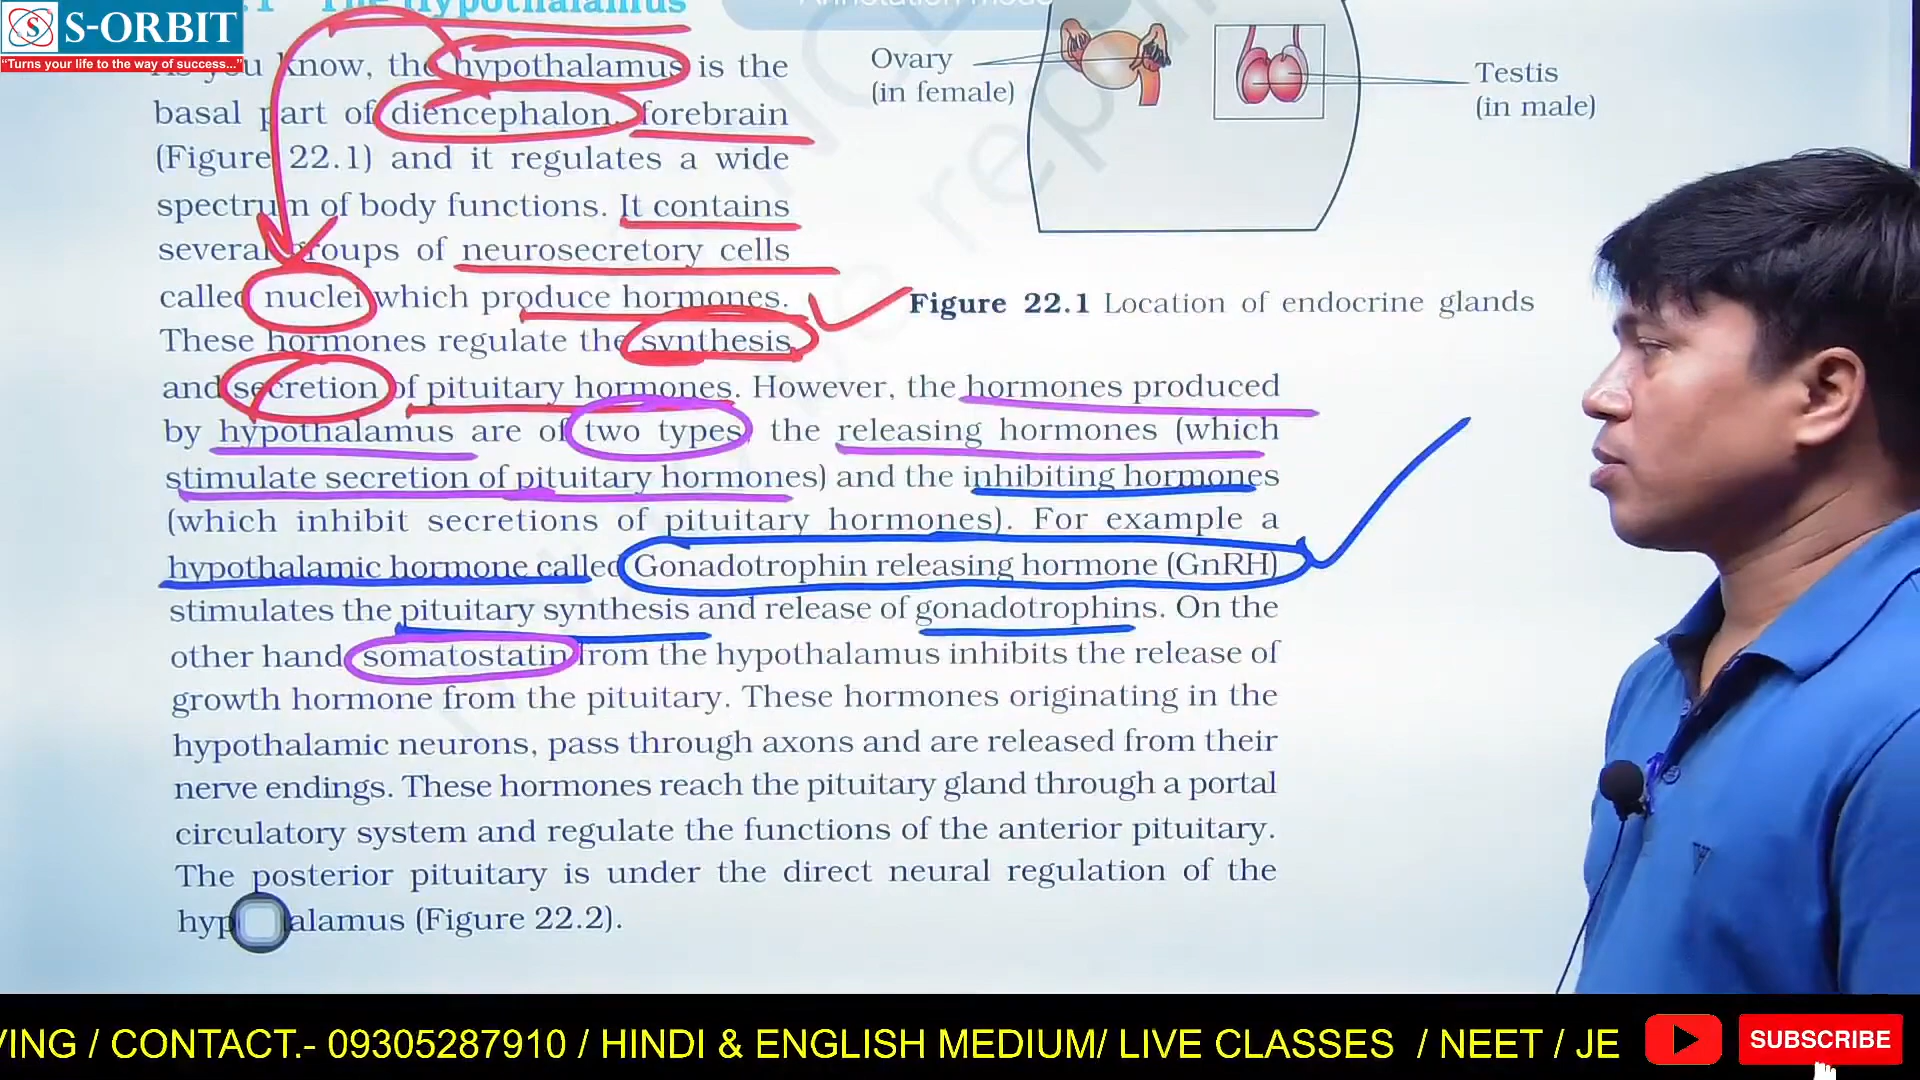 The Hypothalamus
Annotation mode
S-ORBIT
"Turns your life to the way of success..."
you know, the hypothalamus is the
basal part of diencephalon, forebrain
(Figure 22.1) and it regulates a wide
spectrum of body functions. It contains
several groups of neurosecretory cells
called nuclei which produce hormones.
These hormones regulate the synthesis
and secretion of pituitary hormones. However, the hormones produced
by hypothalamus are of two types, the releasing hormones (which
stimulate secretion of pituitary hormones) and the inhibiting hormones
(which inhibit secretions of pituitary hormones). For example a
hypothalamic hormone called Gonadotrophin releasing hormone (GnRH)
stimulates the pituitary synthesis and release of gonadotrophins. On the
other hand, somatostatin from the hypothalamus inhibits the release of
growth hormone from the pituitary. These hormones originating in the
hypothalamic neurons, pass through axons and are released from their
nerve endings. These hormones reach the pituitary gland through a portal
circulatory system and regulate the functions of the anterior pituitary.
The posterior pituitary is under the direct neural regulation of the
hypothalamus (Figure 22.2).
Ovary
(in female)
Testis
(in male)
Figure 22.1 Location of endocrine glands
VING / CONTACT.- 09305287910 / HINDI & ENGLISH MEDIUM/ LIVE CLASSES / NEET / JE
SUBSCRIBE